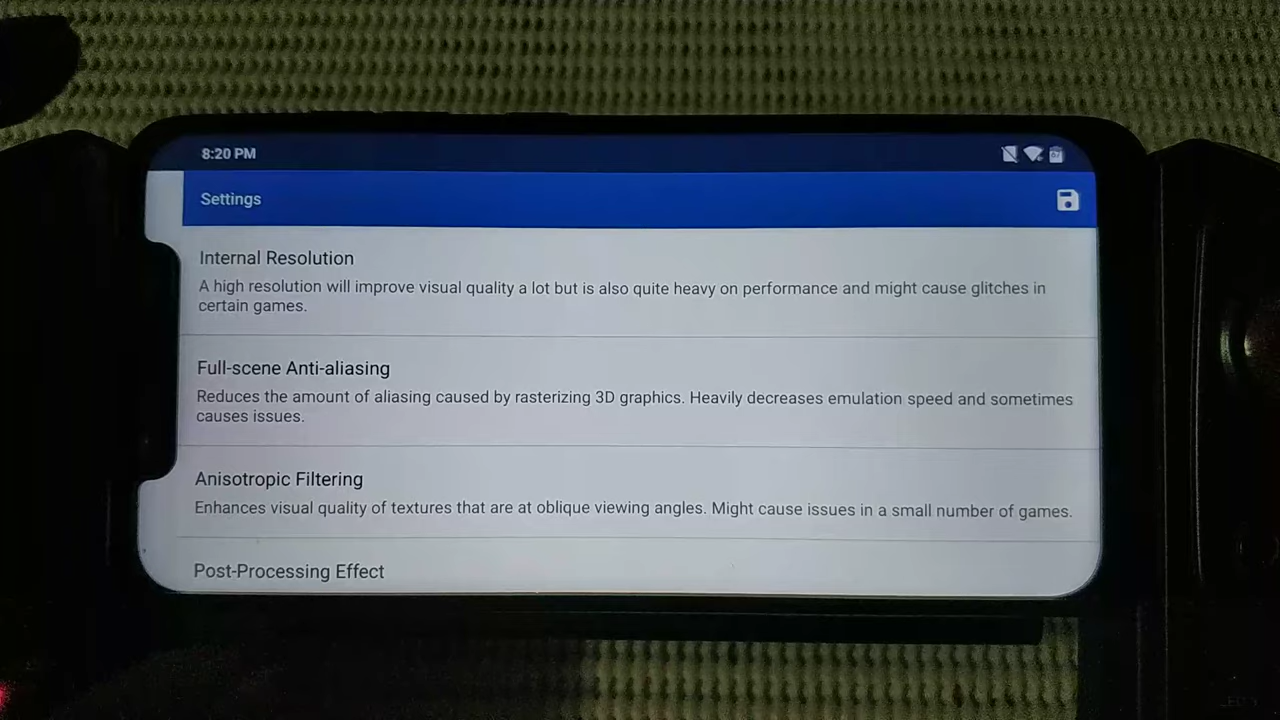 8:20 PM
Settings
Internal Resolution
A high resolution will improve visual quality a lot but is also quite heavy on performance and might cause glitches in
certain games.
Full-scene Anti-aliasing
Reduces the amount of aliasing caused by rasterizing 3D graphics. Heavily decreases emulation speed and sometimes
causes issues.
Anisotropic Filtering
Enhances visual quality of textures that are at oblique viewing angles. Might cause issues in a small number of games.
Post-Processing Effect